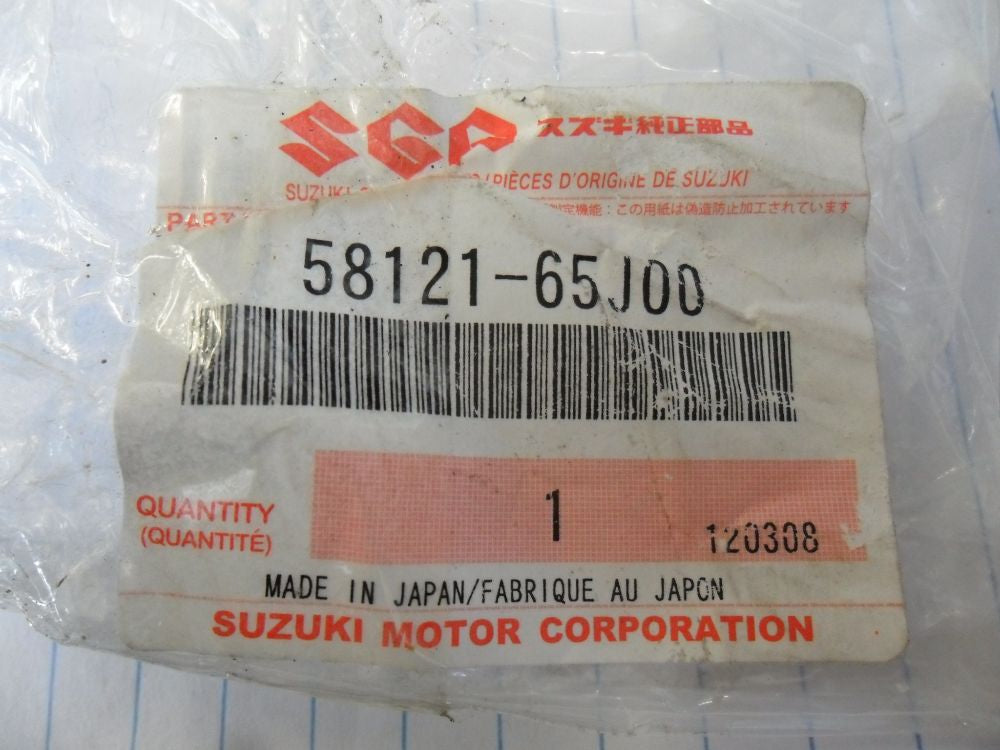 SGP スズキ純正部品
SUZUKI / PIÈCES D'ORIGINE DE SUZUKI
PART 機能：この用紙は偽造防止加工されています
58121-65J00
QUANTITY 1 120308
(QUANTITÉ)
MADE IN JAPAN/FABRIQUE AU JAPON
SUZUKI MOTOR CORPORATION